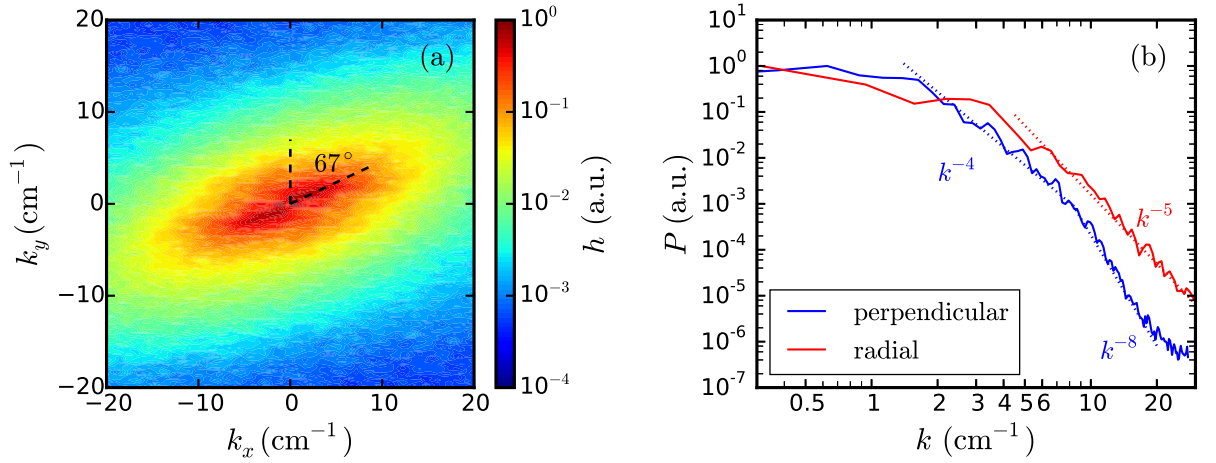 (a)
67°
20
10
0
−10
−20
−20 −10 0 10 20
k_y (cm⁻¹)
k_x (cm⁻¹)
10⁰
10⁻¹
10⁻²
10⁻³
10⁻⁴
h (a.u.)
(b)
10¹
10⁰
10⁻¹
10⁻²
10⁻³
10⁻⁴
10⁻⁵
10⁻⁶
10⁻⁷
P (a.u.)
k⁻⁴
k⁻⁵
k⁻⁸
perpendicular
radial
0.5 1 2 3 4 5 6 10 20
k (cm⁻¹)